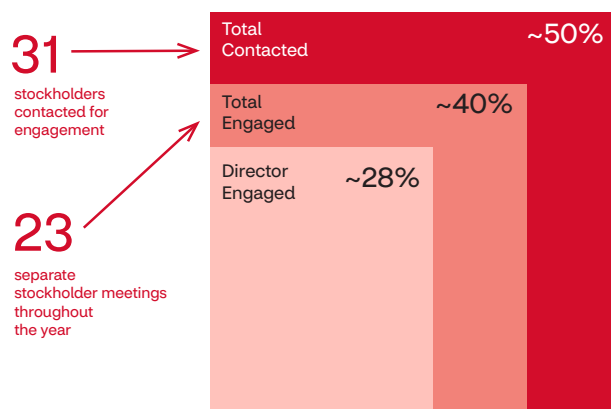 31
stockholders
contacted for
engagement
23
separate
stockholder meetings
throughout
the year
Total
Contacted
~50%
Total
Engaged
~40%
Director
Engaged
~28%